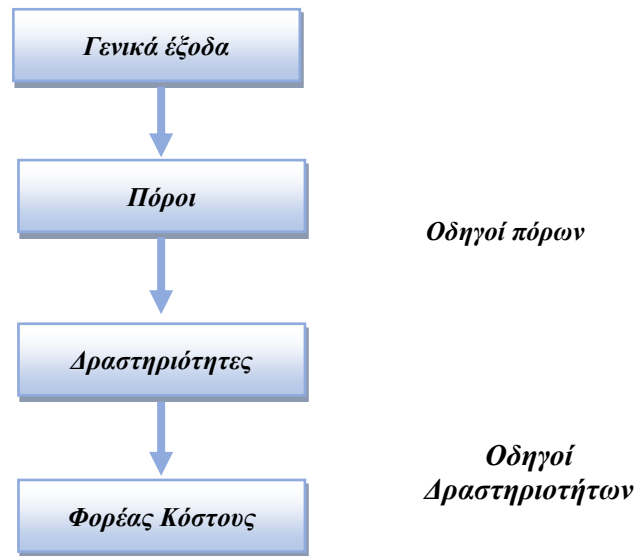 Γενικά έξοδα
Πόροι
Οδηγοί πόρων
Δραστηριότητες
Οδηγοί
Δραστηριοτήτων
Φορέας Κόστους